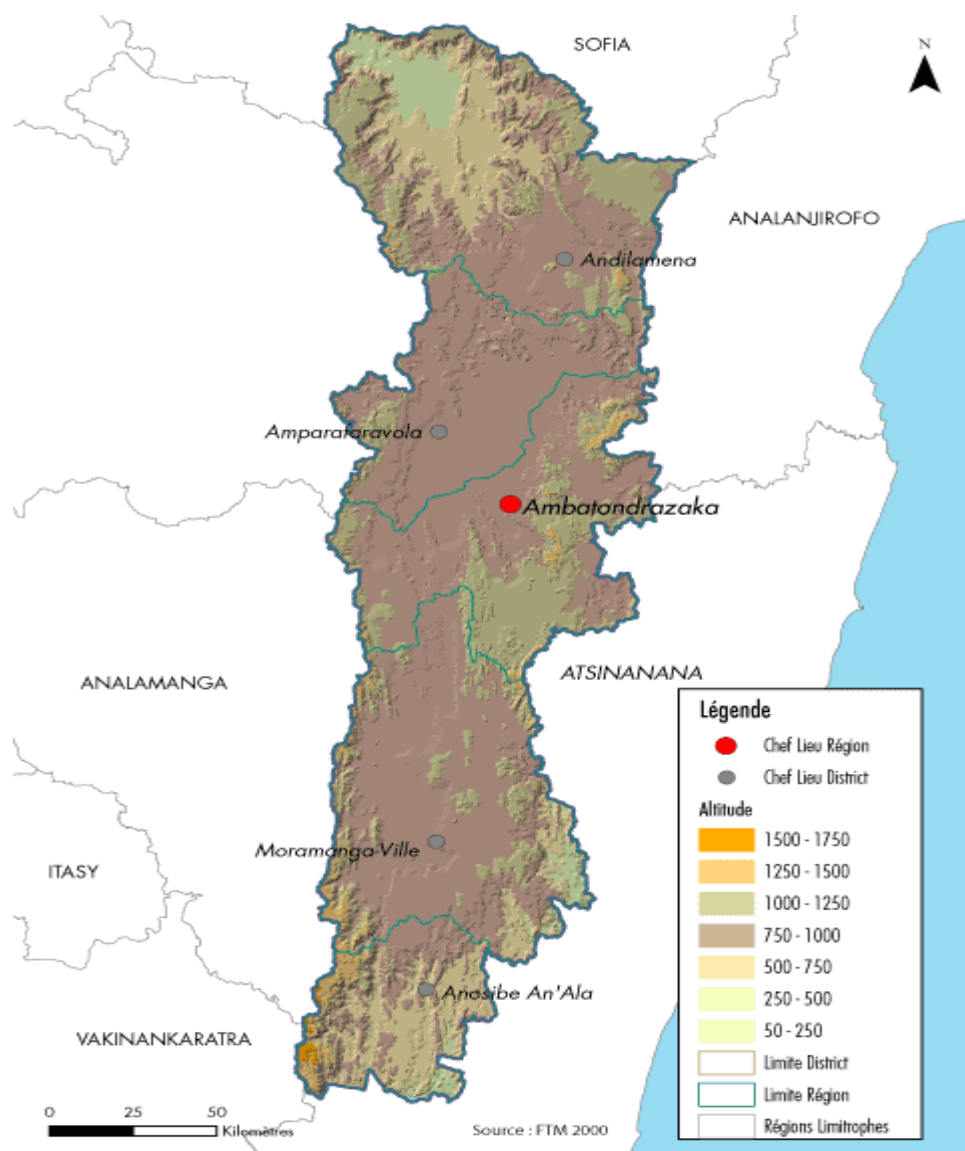 SOFIA
N
ANALANJIROFO
Andilamena
Amparafaravola
Ambatondrazaka
ANALAMANGA
ATSINANANA
Moramanga-Ville
ITASY
Anosibe An'Ala
VAKINANKARATRA
Légende
Chef Lieu Région
Chef Lieu District
Altitude
1500 - 1750
1250 - 1500
1000 - 1250
750 - 1000
500 - 750
250 - 500
50 - 250
Limite District
Limite Région
Régions Limitrophes
0 25 50
Kilomètres
Source : FTM 2000